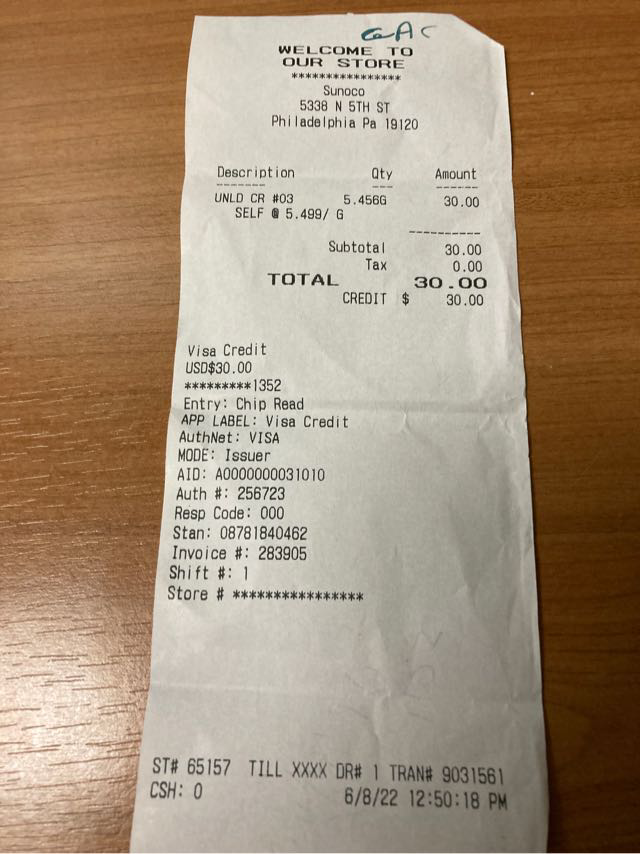 WELCOME TO
OUR STORE
****************
Sunoco
5338 N 5TH ST
Philadelphia Pa 19120
Description Qty Amount
------- --- ------
UNLD CR #03 5.456G 30.00
SELF @ 5.499/ G
----------
Subtotal 30.00
Tax 0.00
TOTAL 30.00
CREDIT $ 30.00
Visa Credit
USD$30.00
*********1352
Entry: Chip Read
APP LABEL: Visa Credit
AuthNet: VISA
MODE: Issuer
AID: A0000000031010
Auth #: 256723
Resp Code: 000
Stan: 08781840462
Invoice #: 283905
Shift #: 1
Store # ****************
ST# 65157 TILL XXXX DR# 1 TRAN# 9031561
CSH: 0 6/8/22 12:50:18 PM